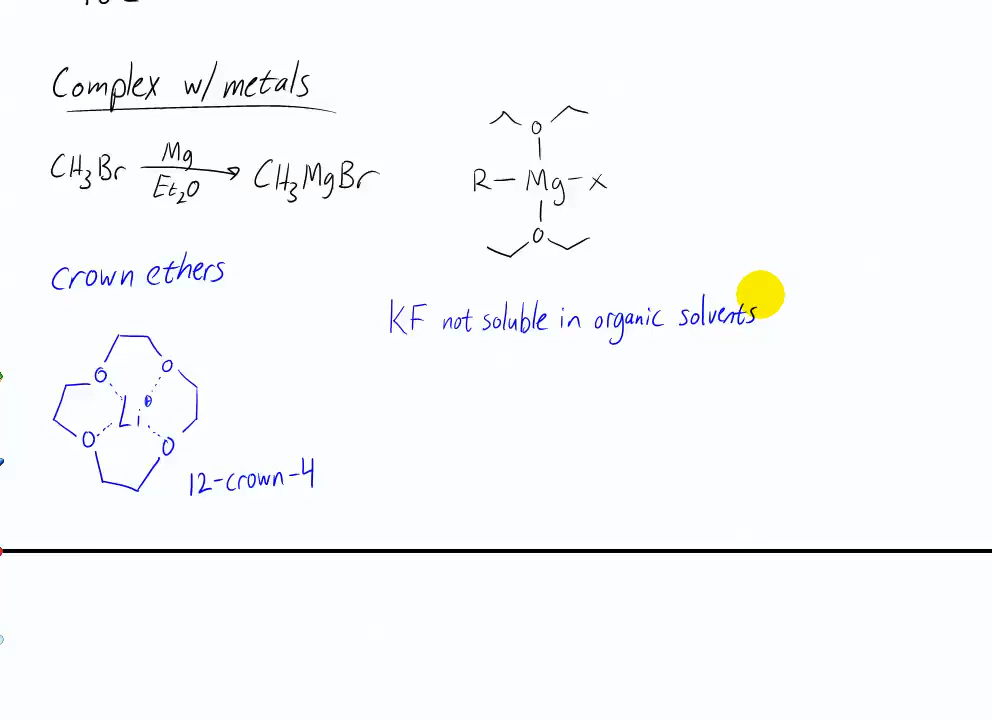 Complex w/ metals
CH₃Br Mg Et₂O → CH₃MgBr
O
R – Mg – X
O
crown ethers
KF not soluble in organic solvents
O O
Li⊕
O O
12-crown-4